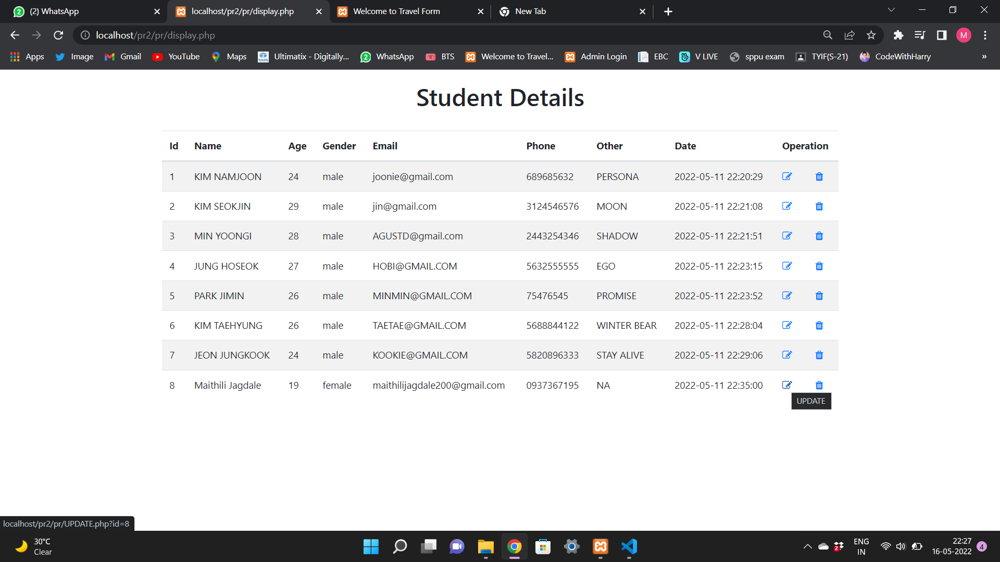 (2) WhatsApp localhost/pr2/pr/display.php Welcome to Travel Form New Tab
localhost/pr2/pr/display.php M
Apps Image Gmail YouTube Maps Ultimatix - Digitally... WhatsApp BTS Welcome to Travel... Admin Login EBC V LIVE sppu exam TYIF(S-21) CodeWithHarry »
Student Details
Id Name Age Gender Email Phone Other Date Operation
1 KIM NAMJOON 24 male joonie@gmail.com 689685632 PERSONA 2022-05-11 22:20:29
2 KIM SEOKJIN 29 male jin@gmail.com 3124546576 MOON 2022-05-11 22:21:08
3 MIN YOONGI 28 male AGUSTD@gmail.com 2443254346 SHADOW 2022-05-11 22:21:51
4 JUNG HOSEOK 27 male HOBI@GMAIL.COM 5632555555 EGO 2022-05-11 22:23:15
5 PARK JIMIN 26 male MINMIN@GMAIL.COM 75476545 PROMISE 2022-05-11 22:23:52
6 KIM TAEHYUNG 26 male TAETAE@GMAIL.COM 5688844122 WINTER BEAR 2022-05-11 22:28:04
7 JEON JUNGKOOK 24 male KOOKIE@GMAIL.COM 5820896333 STAY ALIVE 2022-05-11 22:29:06
8 Maithili Jagdale 19 female maithilijagdale200@gmail.com 0937367195 NA 2022-05-11 22:35:00
UPDATE
localhost/pr2/pr/UPDATE.php?id=8
30°C ENG 22:27
Clear 2 IN 16-05-2022 4